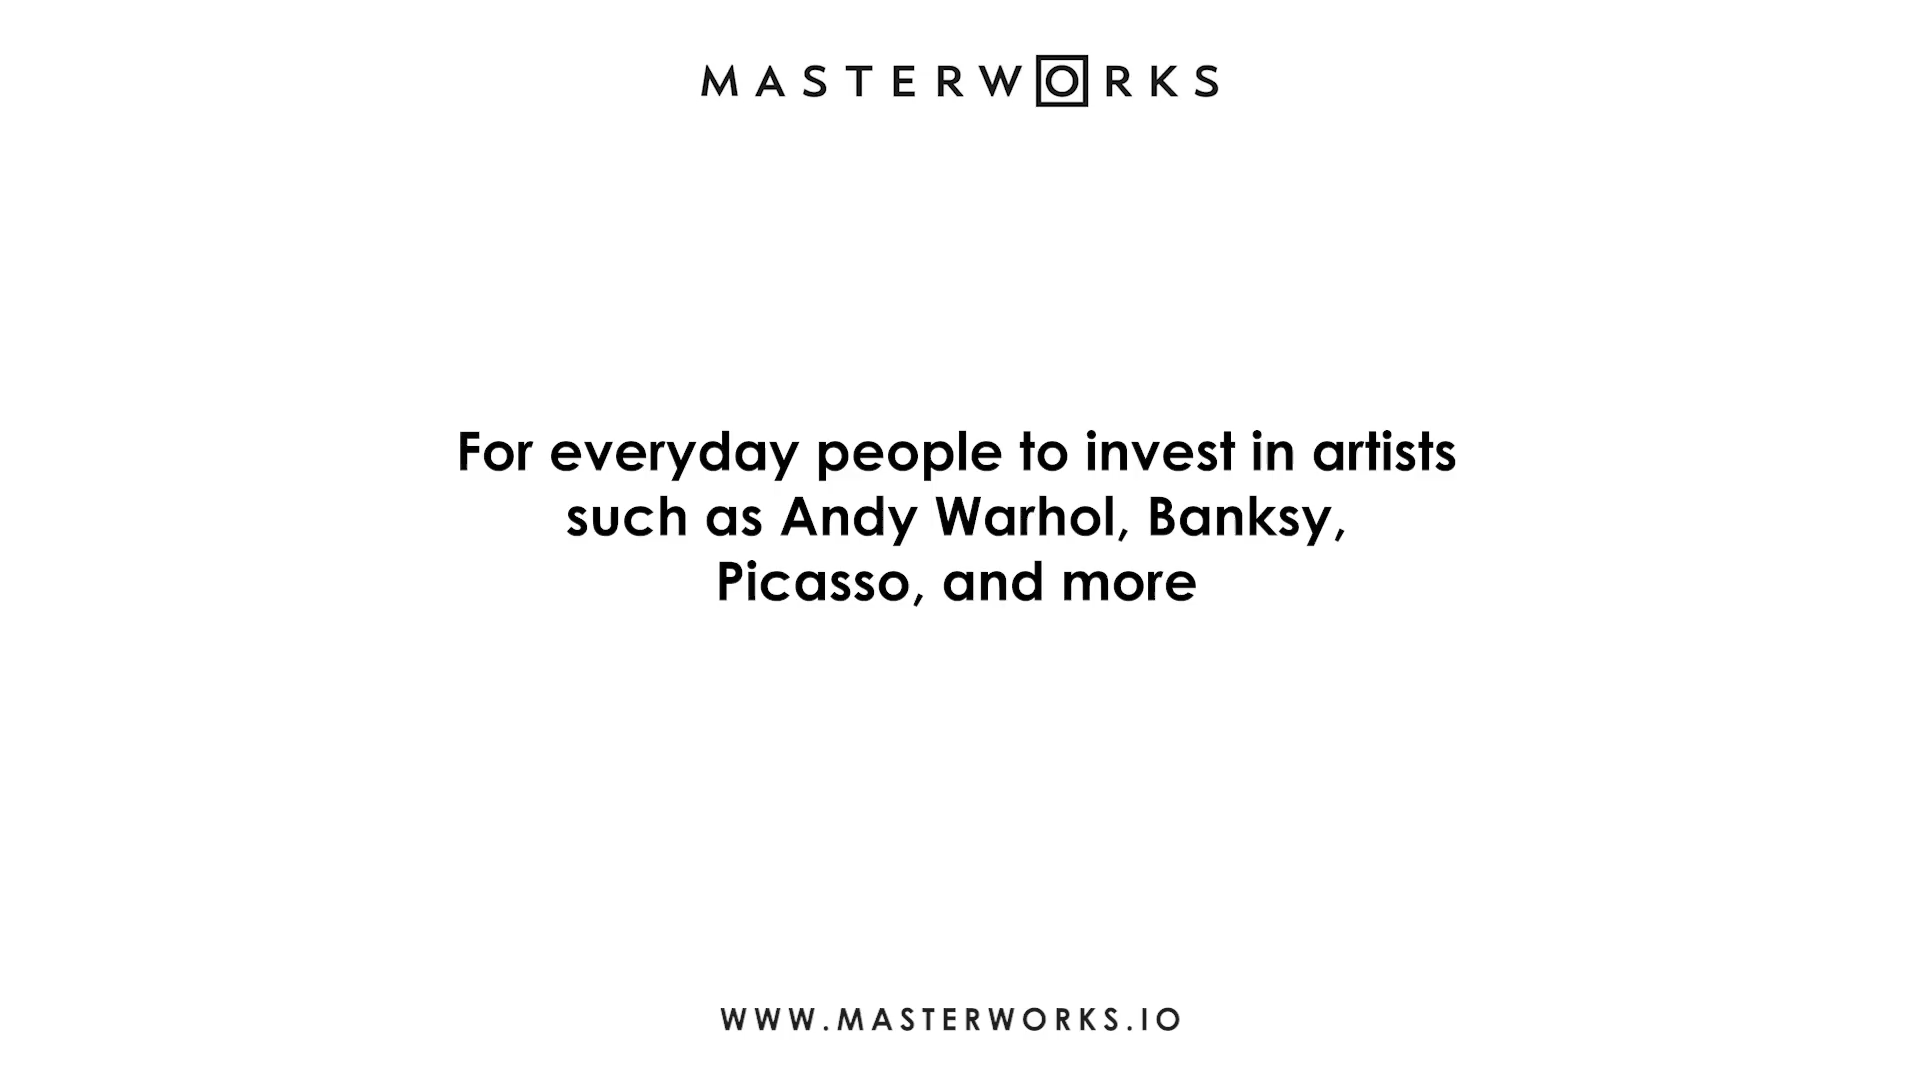 MASTERWORKS
For everyday people to invest in artists
such as Andy Warhol, Banksy,
Picasso, and more
WWW.MASTERWORKS.IO